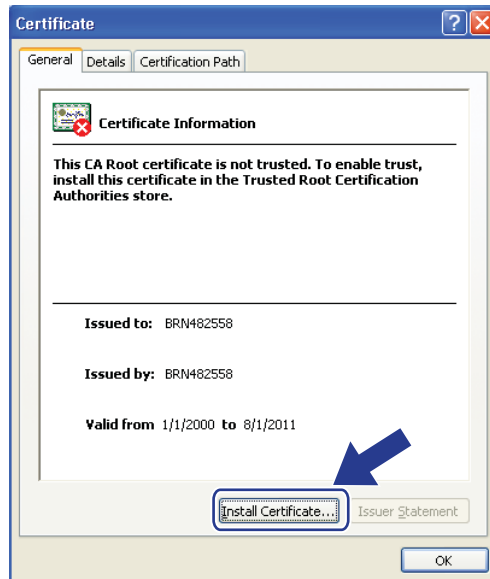 Certificate
General Details Certification Path
Certificate Information
This CA Root certificate is not trusted. To enable trust,
install this certificate in the Trusted Root Certification
Authorities store.
Issued to: BRN482558
Issued by: BRN482558
Valid from 1/1/2000 to 8/1/2011
Install Certificate... Issuer Statement
OK